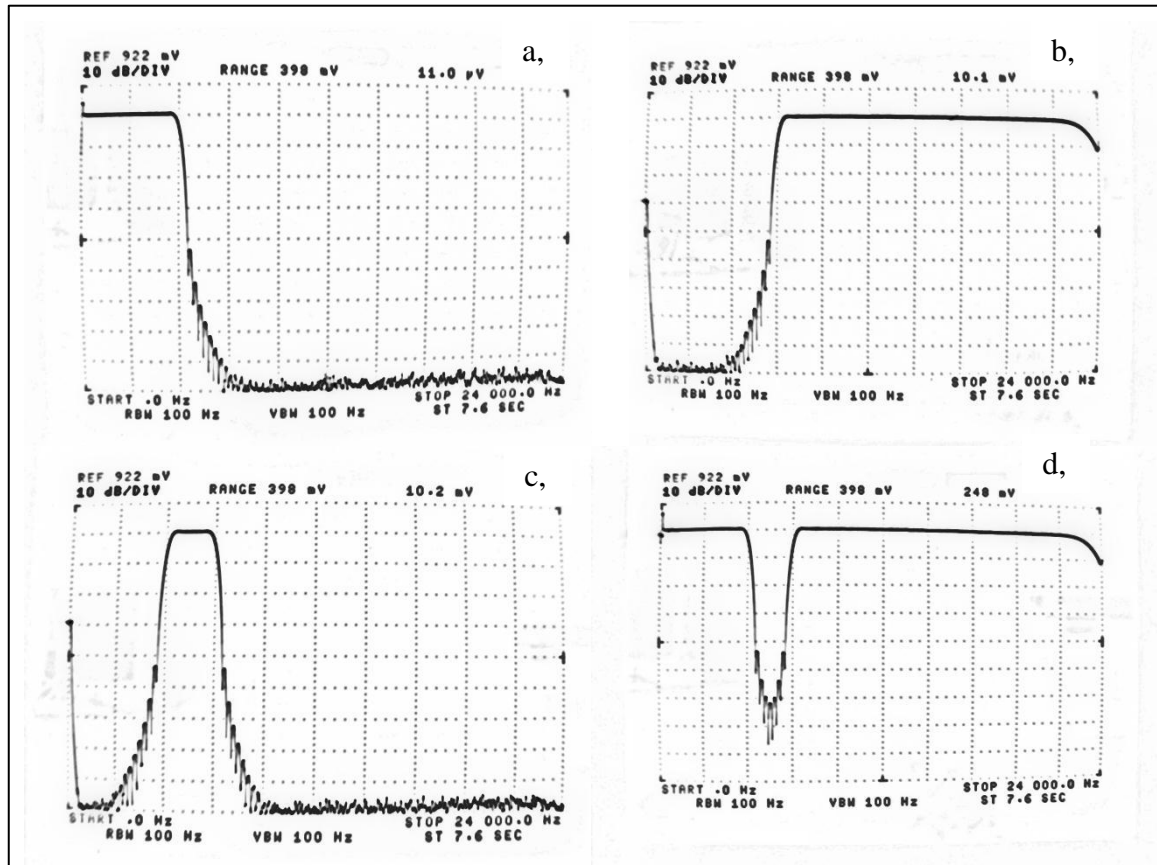 REF 922 mV
10 dB/DIV RANGE 398 mV 11.0 µV
a,
START .0 Hz STOP 24 000.0 Hz
RBW 100 Hz VBW 100 Hz ST 7.6 SEC
REF 922 mV
10 dB/DIV RANGE 398 mV 10.1 mV
b,
START .0 Hz STOP 24 000.0 Hz
RBW 100 Hz VBW 100 Hz ST 7.6 SEC
REF 922 mV
10 dB/DIV RANGE 398 mV 10.2 mV
c,
START .0 Hz STOP 24 000.0 Hz
RBW 100 Hz VBW 100 Hz ST 7.6 SEC
REF 922 mV
10 dB/DIV RANGE 398 mV 248 mV
d,
START .0 Hz STOP 24 000.0 Hz
RBW 100 Hz VBW 100 Hz ST 7.6 SEC